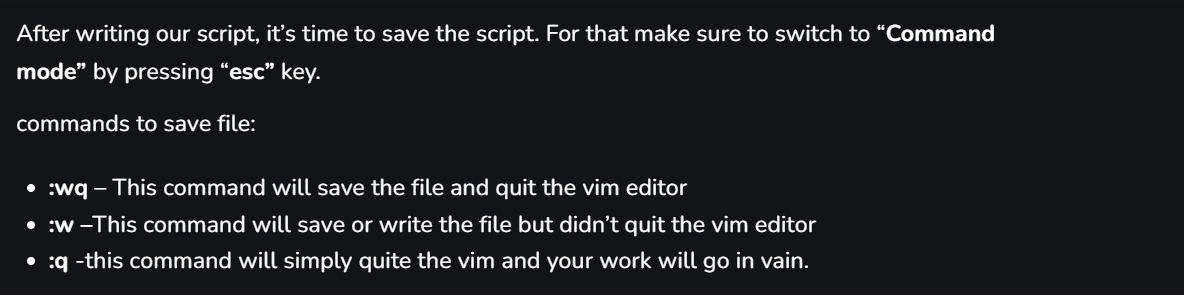 After writing our script, it’s time to save the script. For that make sure to switch to “Command
mode” by pressing “esc” key.
commands to save file:
• :wq – This command will save the file and quit the vim editor
• :w –This command will save or write the file but didn’t quit the vim editor
• :q -this command will simply quite the vim and your work will go in vain.